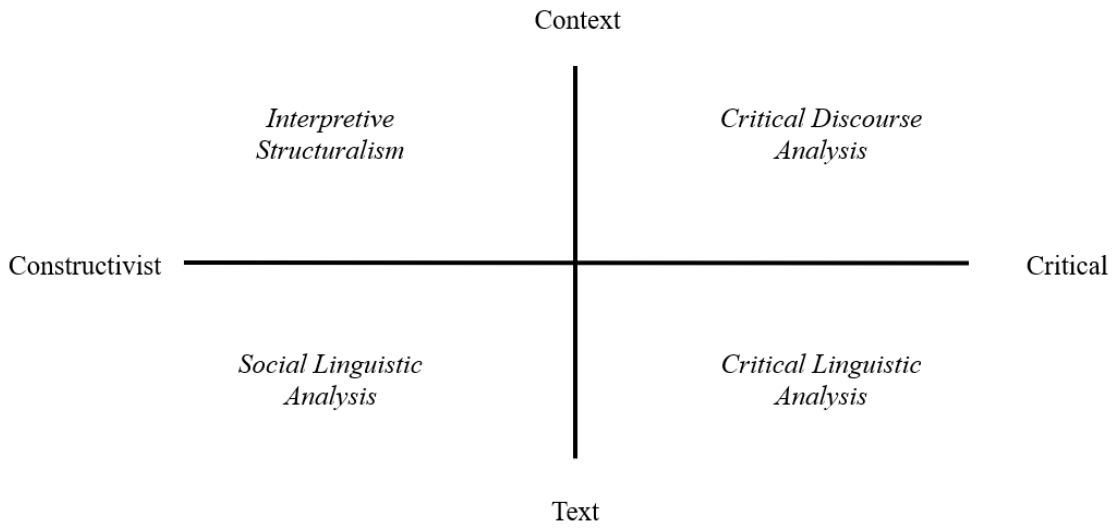 Context
Interpretive
Structuralism
Critical Discourse
Analysis
Constructivist
Critical
Social Linguistic
Analysis
Critical Linguistic
Analysis
Text